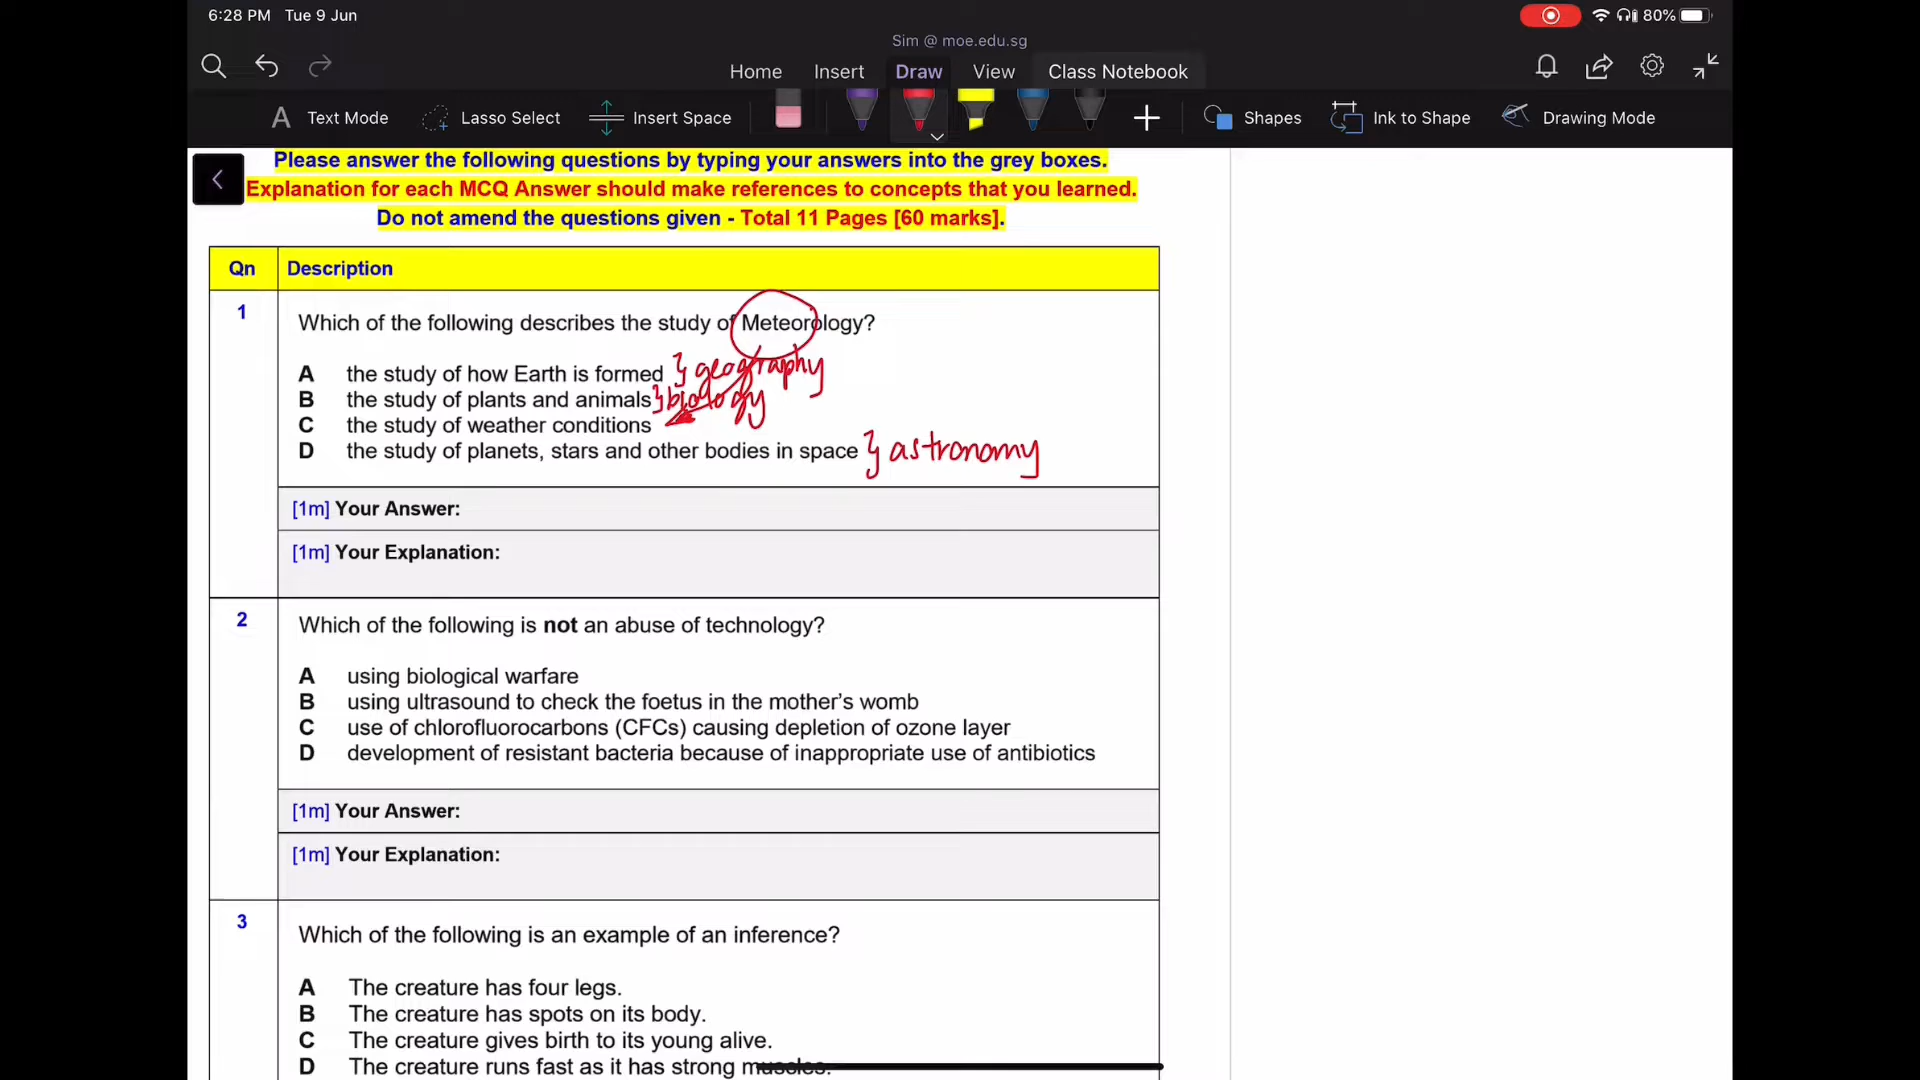 6:28 PM Tue 9 Jun 80%
Sim @ moe.edu.sg
Home Insert Draw View Class Notebook
A Text Mode Lasso Select Insert Space Shapes Ink to Shape Drawing Mode
Please answer the following questions by typing your answers into the grey boxes.
Explanation for each MCQ Answer should make references to concepts that you learned.
Do not amend the questions given - Total 11 Pages [60 marks].
Qn Description
1 Which of the following describes the study of Meteorology?
A the study of how Earth is formed } geography
B the study of plants and animals } biology
C the study of weather conditions
D the study of planets, stars and other bodies in space } astronomy
[1m] Your Answer:
[1m] Your Explanation:
2 Which of the following is not an abuse of technology?
A using biological warfare
B using ultrasound to check the foetus in the mother's womb
C use of chlorofluorocarbons (CFCs) causing depletion of ozone layer
D development of resistant bacteria because of inappropriate use of antibiotics
[1m] Your Answer:
[1m] Your Explanation:
3 Which of the following is an example of an inference?
A The creature has four legs.
B The creature has spots on its body.
C The creature gives birth to its young alive.
D The creature runs fast as it has strong muscles.